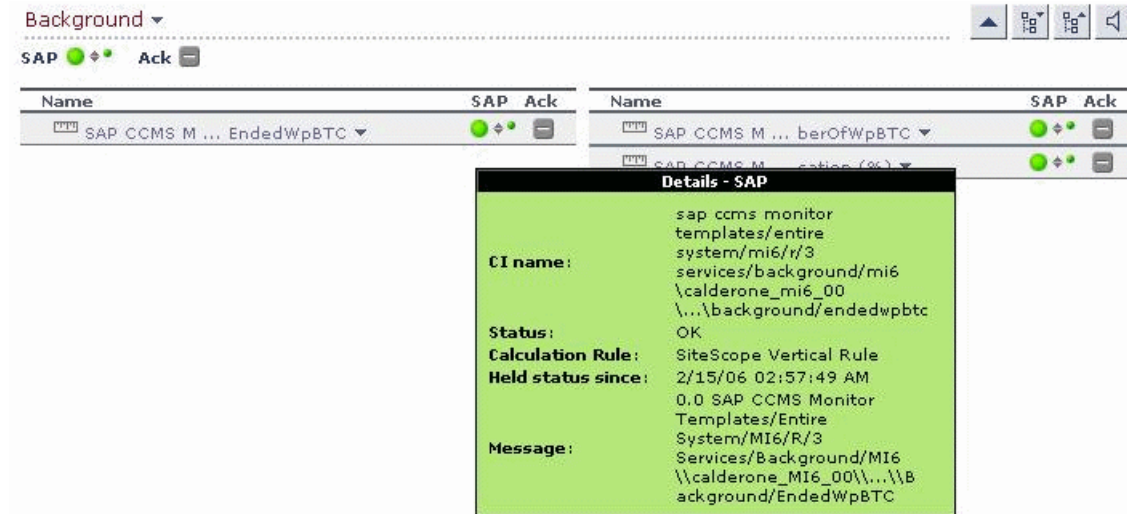 Background
SAP Ack
Name SAP Ack
SAP CCMS M ... EndedWpBTC
Name SAP Ack
SAP CCMS M ... berOfWpBTC
SAP CCMS M ... cation (%)
Details - SAP
CI name:
sap ccms monitor
templates/entire
system/mi6/r/3
services/background/mi6
\calderone_mi6_00
\...\background/endedwpbtc
Status: OK
Calculation Rule: SiteScope Vertical Rule
Held status since: 2/15/06 02:57:49 AM
Message:
0.0 SAP CCMS Monitor
Templates/Entire
System/MI6/R/3
Services/Background/MI6
\\calderone_MI6_00\\...\\B
ackground/EndedWpBTC